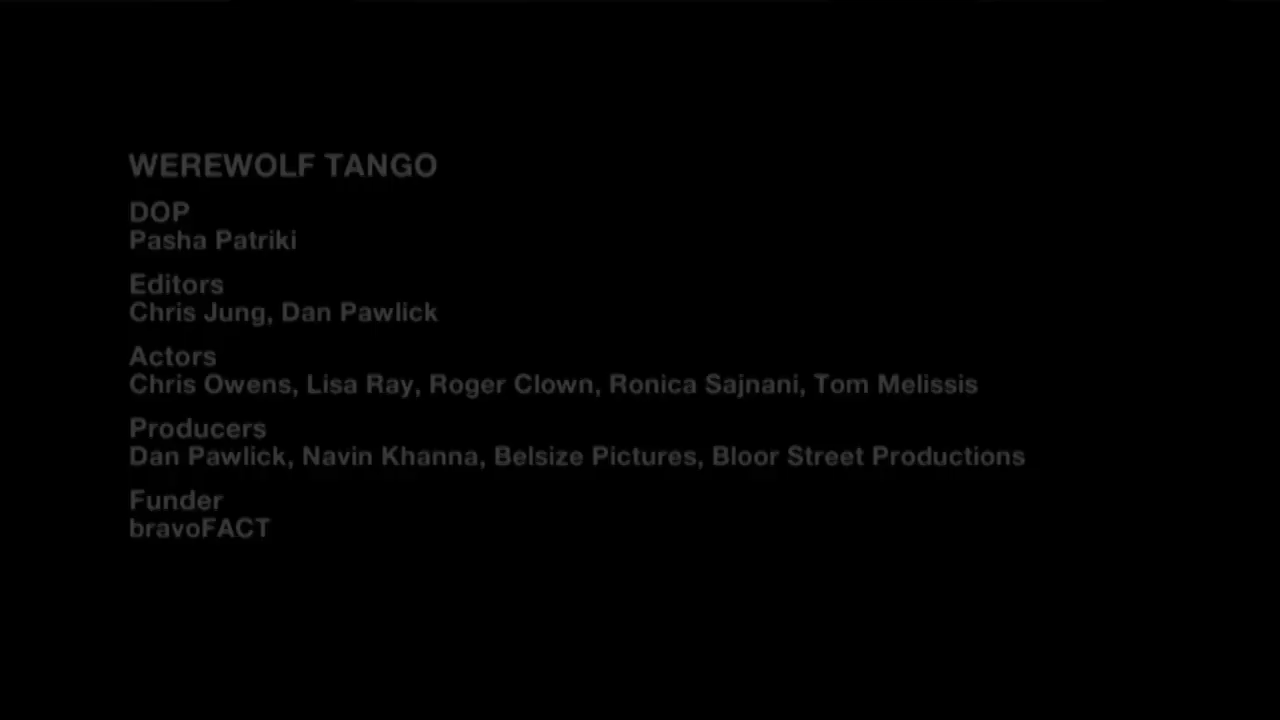 WEREWOLF TANGO
DOP
Pasha Patriki
Editors
Chris Jung, Dan Pawlick
Actors
Chris Owens, Lisa Ray, Roger Clown, Ronica Sajnani, Tom Melissis
Producers
Dan Pawlick, Navin Khanna, Belsize Pictures, Bloor Street Productions
Funder
bravoFACT